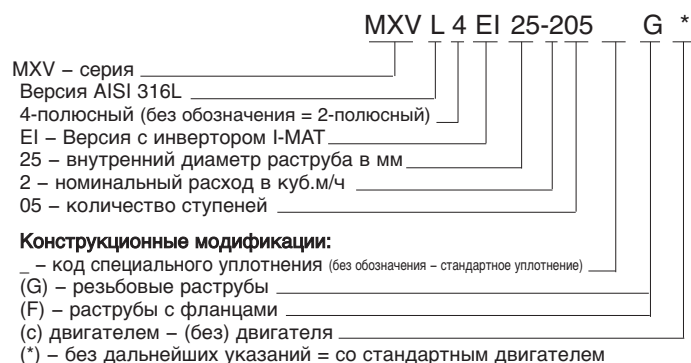 MXV L 4 EI 25-205 _ G *
MXV – серия
Версия AISI 316L
4-полюсный (без обозначения = 2-полюсный)
EI – Версия с инвертором I-MAT
25 – внутренний диаметр раструба в мм
2 – номинальный расход в куб.м/ч
05 – количество ступеней
Конструкционные модификации:
_ – код специального уплотнения (без обозначения – стандартное уплотнение)
(G) – резьбовые раструбы
(F) – раструбы с фланцами
(с) двигателем – (без) двигателя
(*) – без дальнейших указаний = со стандартным двигателем